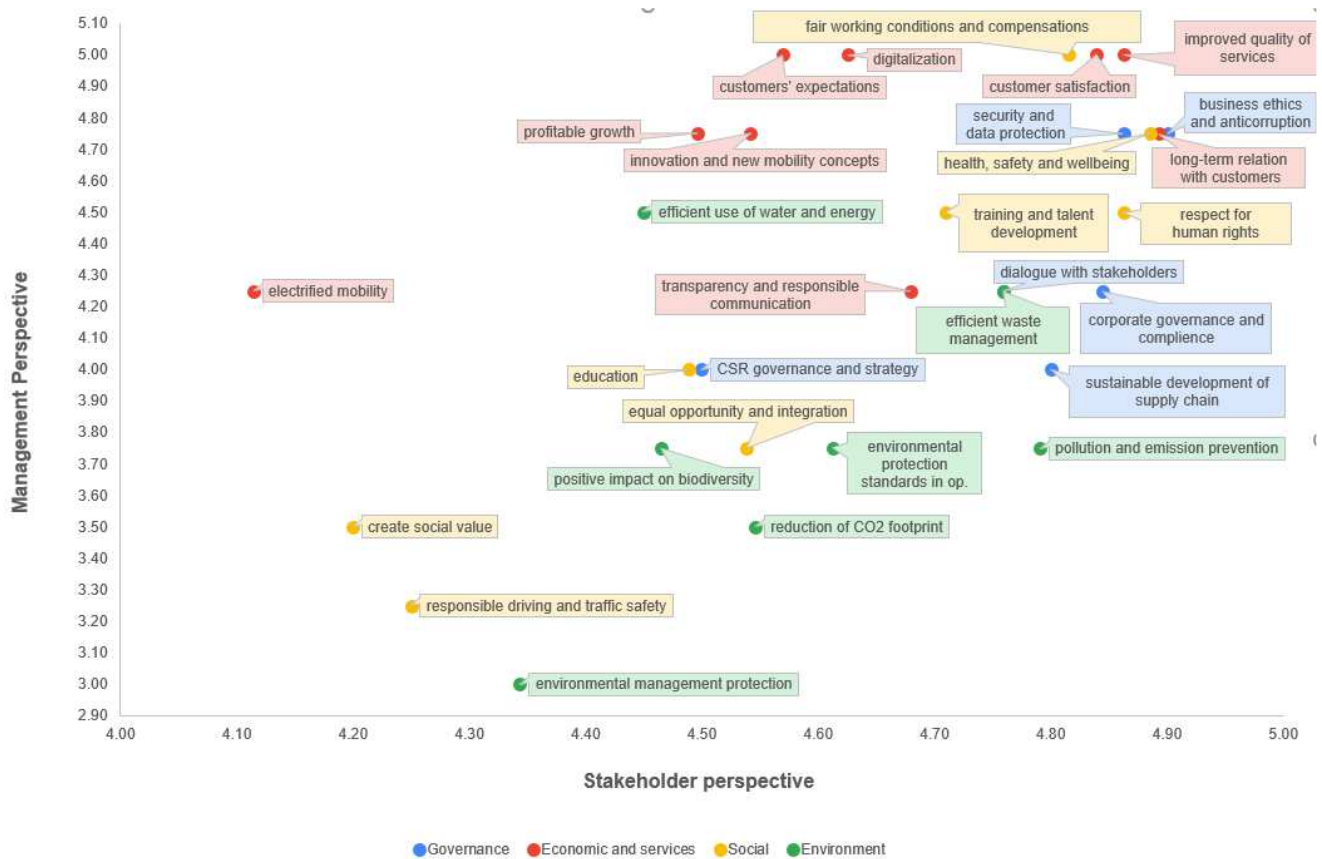 5.10
5.00
4.90
4.80
4.70
4.60
4.50
4.40
4.30
4.20
4.10
4.00
3.90
3.80
3.70
3.60
3.50
3.40
3.30
3.20
3.10
3.00
2.90
Management Perspective
fair working conditions and compensations
improved quality of
services
digitalization
customers' expectations
customer satisfaction
business ethics
and anticorruption
security and
data protection
profitable growth
innovation and new mobility concepts
health, safety and wellbeing
long-term relation
with customers
efficient use of water and energy
training and talent
development
respect for
human rights
dialogue with stakeholders
electrified mobility
transparency and responsible
communication
efficient waste
management
corporate governance and
complience
education
CSR governance and strategy
sustainable development of
supply chain
equal opportunity and integration
environmental
protection
standards in op.
pollution and emission prevention
positive impact on biodiversity
create social value
reduction of CO2 footprint
responsible driving and traffic safety
environmental management protection
4.00 4.10 4.20 4.30 4.40 4.50 4.60 4.70 4.80 4.90 5.00
Stakeholder perspective
Governance Economic and services Social Environment